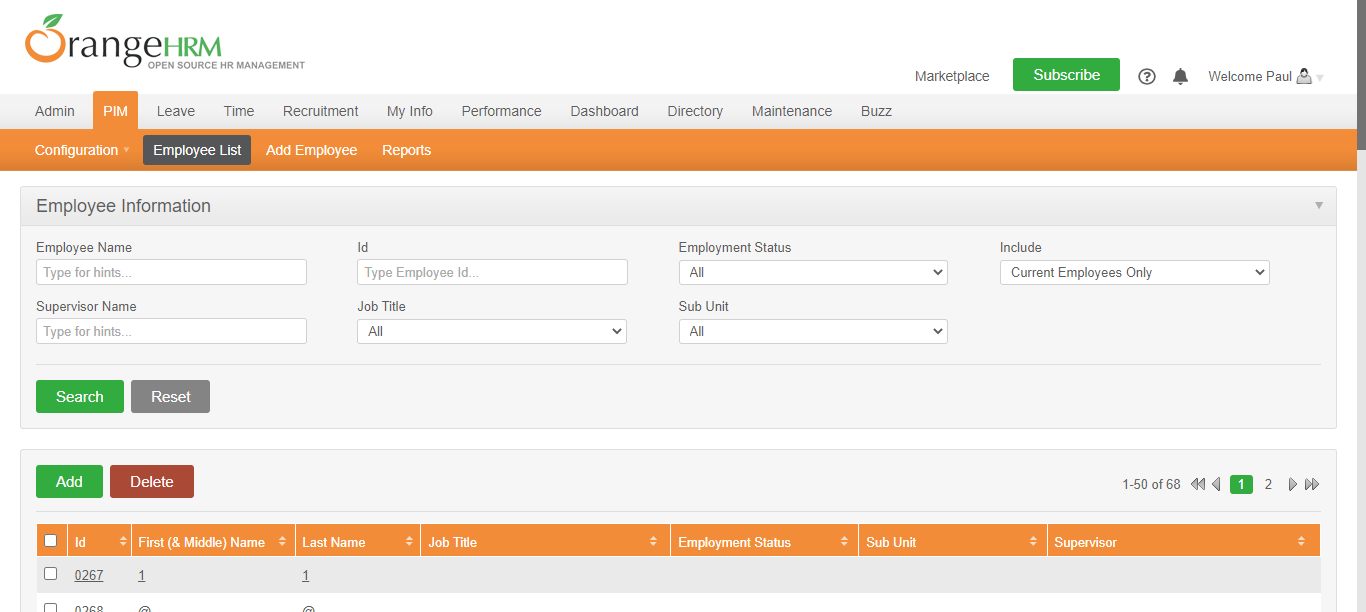 OrangeHRM
OPEN SOURCE HR MANAGEMENT
Marketplace Subscribe Welcome Paul
Admin PIM Leave Time Recruitment My Info Performance Dashboard Directory Maintenance Buzz
Configuration Employee List Add Employee Reports
Employee Information
Employee Name Id Employment Status Include
Type for hints... Type Employee Id... All Current Employees Only
Supervisor Name Job Title Sub Unit
Type for hints... All All
Search Reset
Add Delete 1-50 of 68 1 2
Id First (& Middle) Name Last Name Job Title Employment Status Sub Unit Supervisor
0267 1 1
0268 @ @